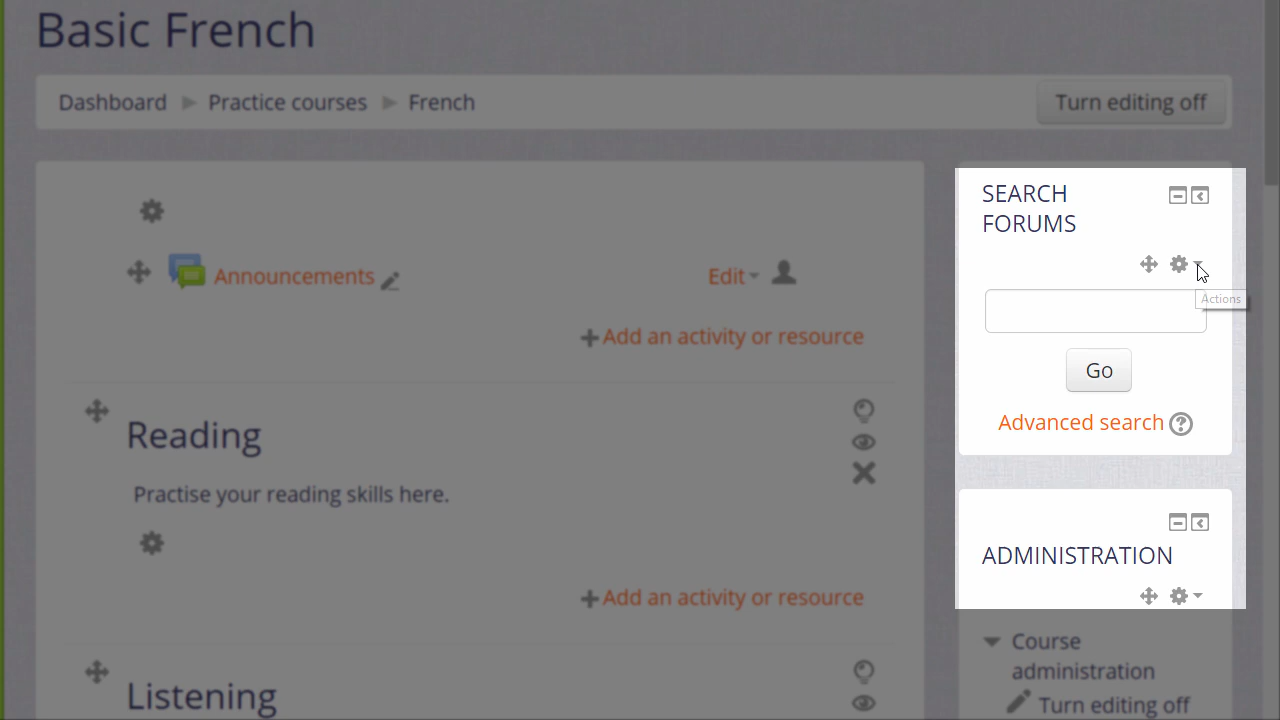 Basic French
Dashboard Practice courses French
Turn editing off
Announcements
Edit
Add an activity or resource
Reading
Practise your reading skills here.
Add an activity or resource
Listening
SEARCH
FORUMS
Actions
Go
Advanced search
ADMINISTRATION
Course
administration
Turn editing off